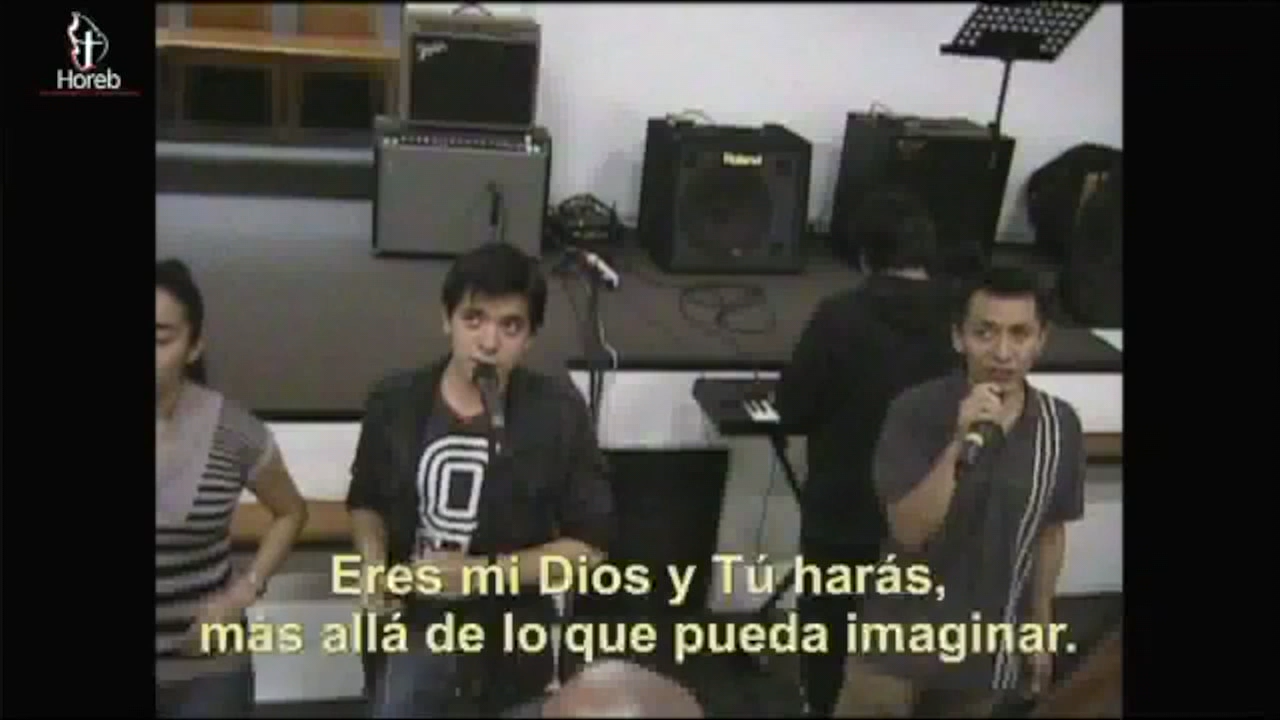 Horeb
Fender
Roland
Eres mi Dios y Tú harás,
mas allá de lo que pueda imaginar.